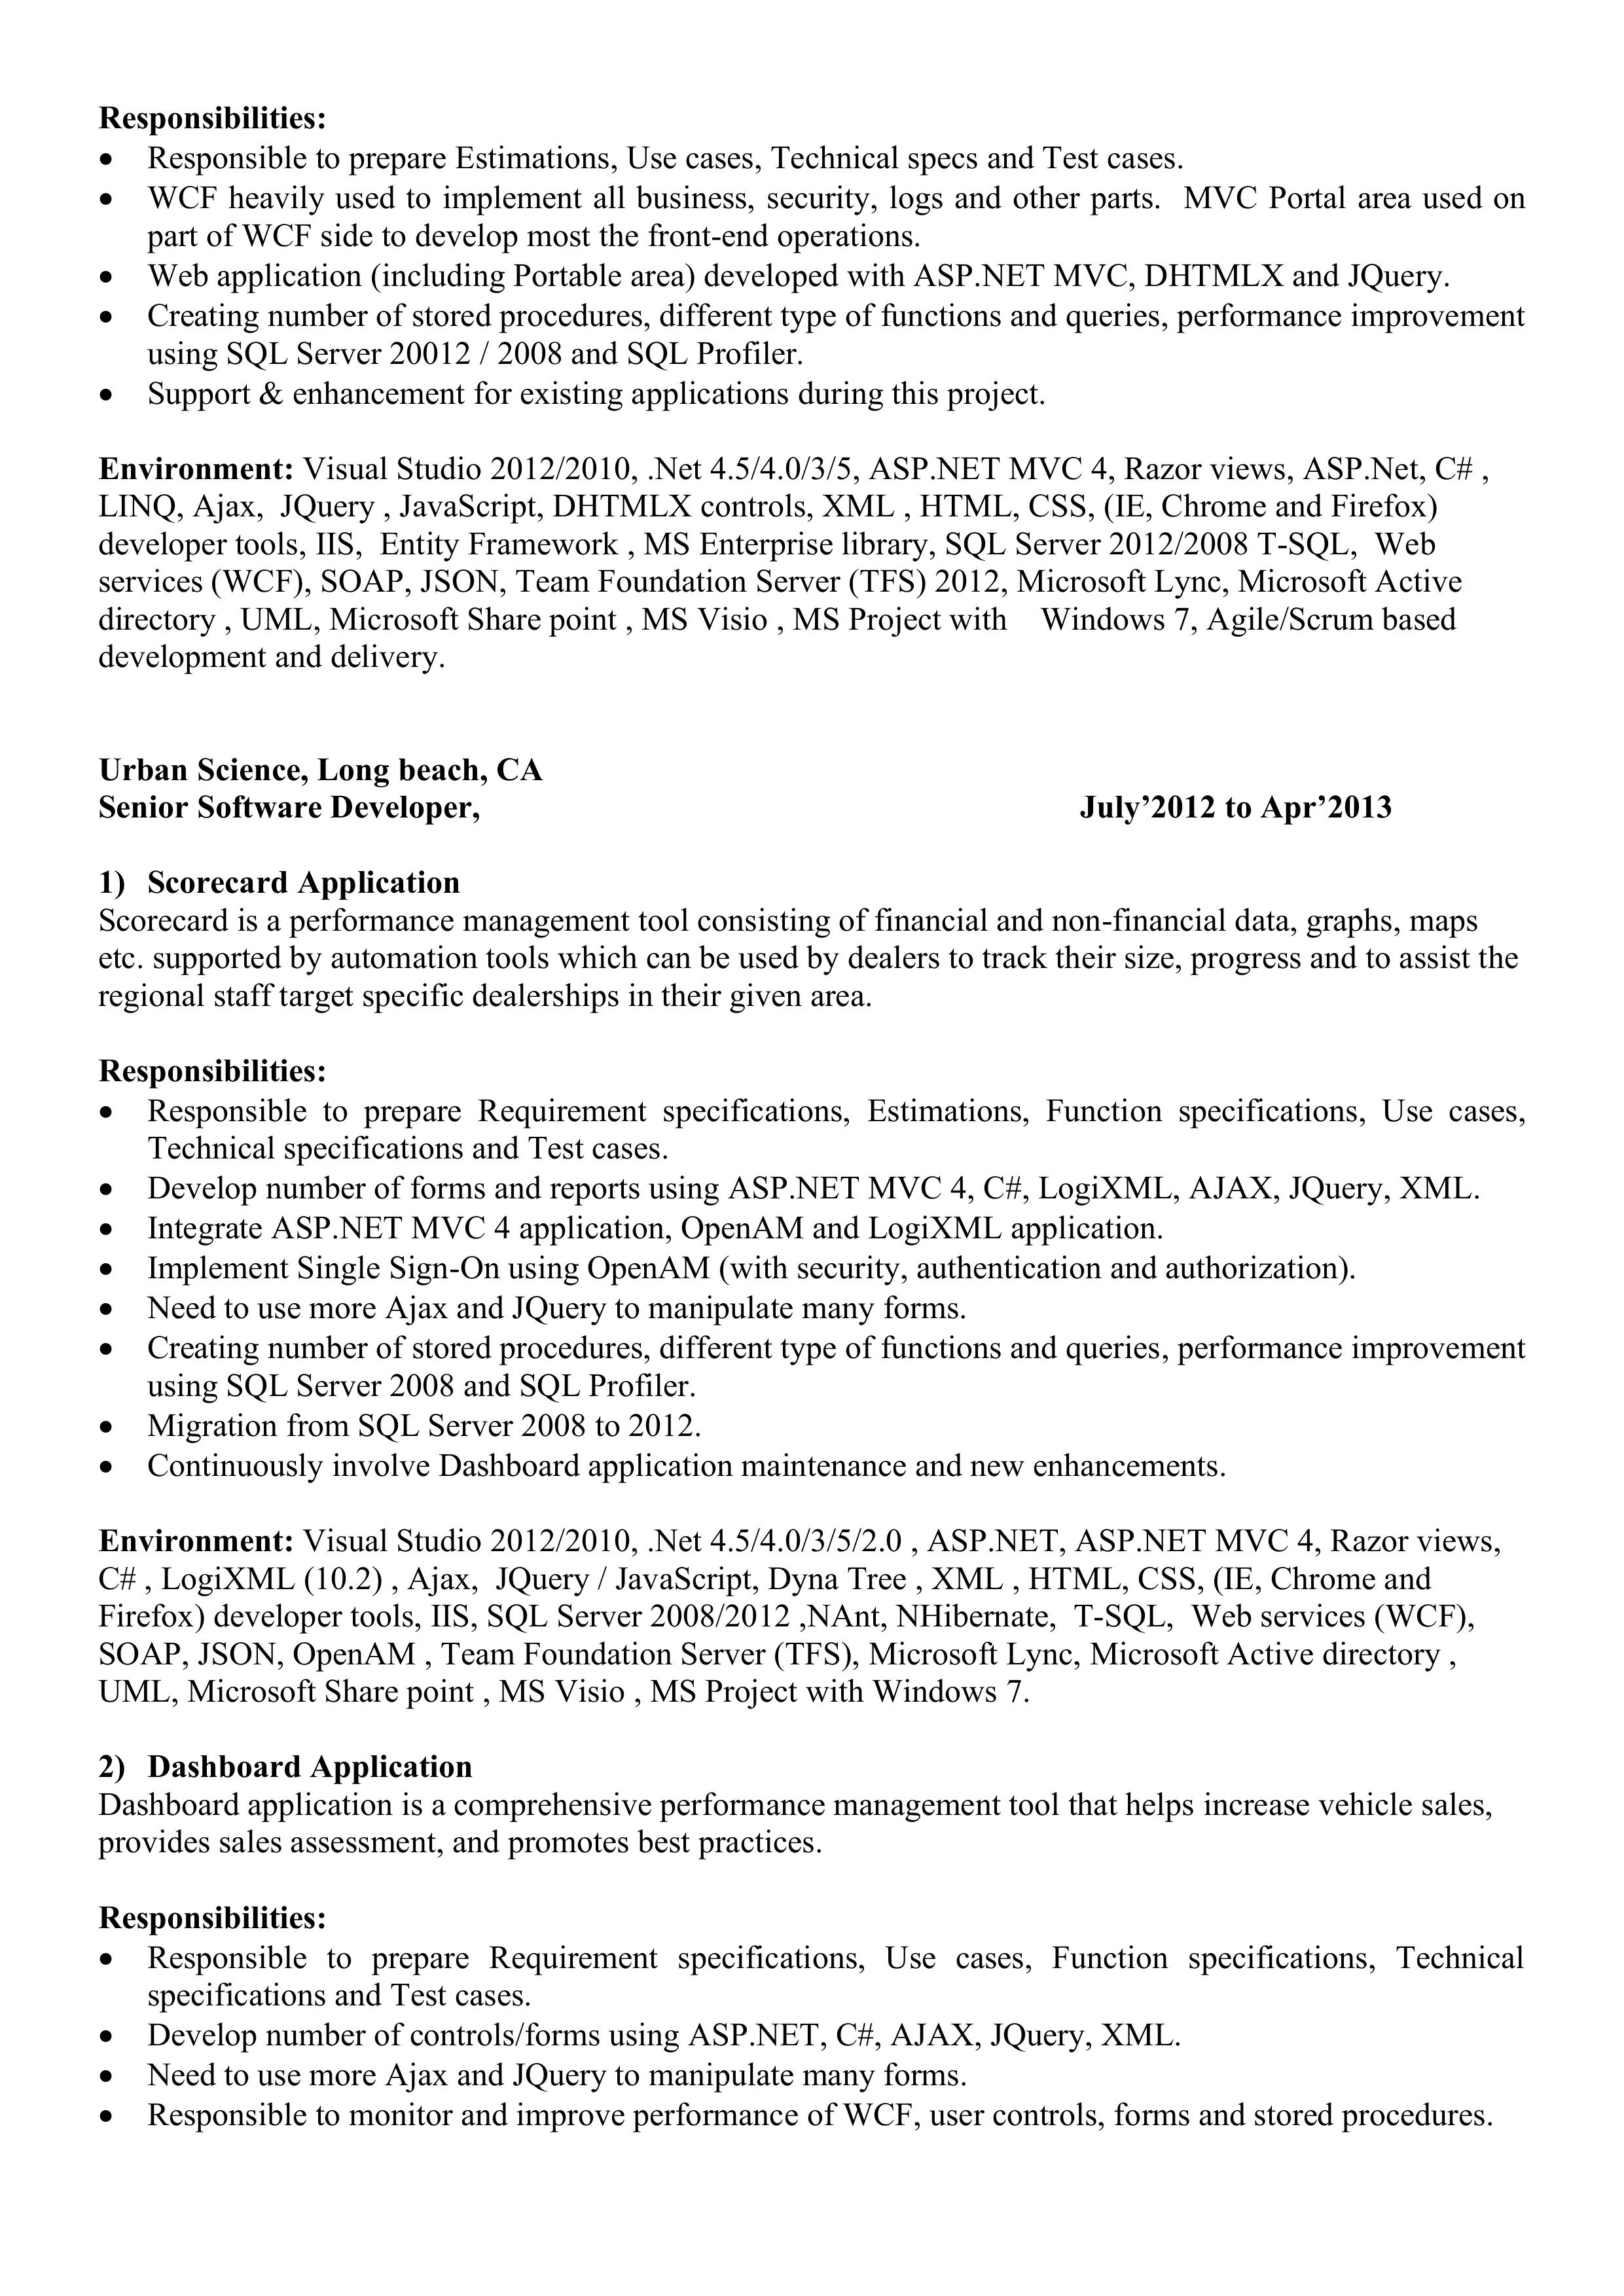 Responsibilities:
• Responsible to prepare Estimations, Use cases, Technical specs and Test cases.
• WCF heavily used to implement all business, security, logs and other parts.  MVC Portal area used on
part of WCF side to develop most the front-end operations.
• Web application (including Portable area) developed with ASP.NET MVC, DHTMLX and JQuery.
• Creating number of stored procedures, different type of functions and queries, performance improvement
using SQL Server 20012 / 2008 and SQL Profiler.
• Support & enhancement for existing applications during this project.
Environment: Visual Studio 2012/2010, .Net 4.5/4.0/3/5, ASP.NET MVC 4, Razor views, ASP.Net, C# ,
LINQ, Ajax,  JQuery , JavaScript, DHTMLX controls, XML , HTML, CSS, (IE, Chrome and Firefox)
developer tools, IIS,  Entity Framework , MS Enterprise library, SQL Server 2012/2008 T-SQL,  Web
services (WCF), SOAP, JSON, Team Foundation Server (TFS) 2012, Microsoft Lync, Microsoft Active
directory , UML, Microsoft Share point , MS Visio , MS Project with    Windows 7, Agile/Scrum based
development and delivery.
Urban Science, Long beach, CA
Senior Software Developer, July’2012 to Apr’2013
1) Scorecard Application
Scorecard is a performance management tool consisting of financial and non-financial data, graphs, maps
etc. supported by automation tools which can be used by dealers to track their size, progress and to assist the
regional staff target specific dealerships in their given area.
Responsibilities:
• Responsible to prepare Requirement specifications, Estimations, Function specifications, Use cases,
Technical specifications and Test cases.
• Develop number of forms and reports using ASP.NET MVC 4, C#, LogiXML, AJAX, JQuery, XML.
• Integrate ASP.NET MVC 4 application, OpenAM and LogiXML application.
• Implement Single Sign-On using OpenAM (with security, authentication and authorization).
• Need to use more Ajax and JQuery to manipulate many forms.
• Creating number of stored procedures, different type of functions and queries, performance improvement
using SQL Server 2008 and SQL Profiler.
• Migration from SQL Server 2008 to 2012.
• Continuously involve Dashboard application maintenance and new enhancements.
Environment: Visual Studio 2012/2010, .Net 4.5/4.0/3/5/2.0 , ASP.NET, ASP.NET MVC 4, Razor views,
C# , LogiXML (10.2) , Ajax,  JQuery / JavaScript, Dyna Tree , XML , HTML, CSS, (IE, Chrome and
Firefox) developer tools, IIS, SQL Server 2008/2012 ,NAnt, NHibernate,  T-SQL,  Web services (WCF),
SOAP, JSON, OpenAM , Team Foundation Server (TFS), Microsoft Lync, Microsoft Active directory ,
UML, Microsoft Share point , MS Visio , MS Project with Windows 7.
2) Dashboard Application
Dashboard application is a comprehensive performance management tool that helps increase vehicle sales,
provides sales assessment, and promotes best practices.
Responsibilities:
• Responsible to prepare Requirement specifications, Use cases, Function specifications, Technical
specifications and Test cases.
• Develop number of controls/forms using ASP.NET, C#, AJAX, JQuery, XML.
• Need to use more Ajax and JQuery to manipulate many forms.
• Responsible to monitor and improve performance of WCF, user controls, forms and stored procedures.